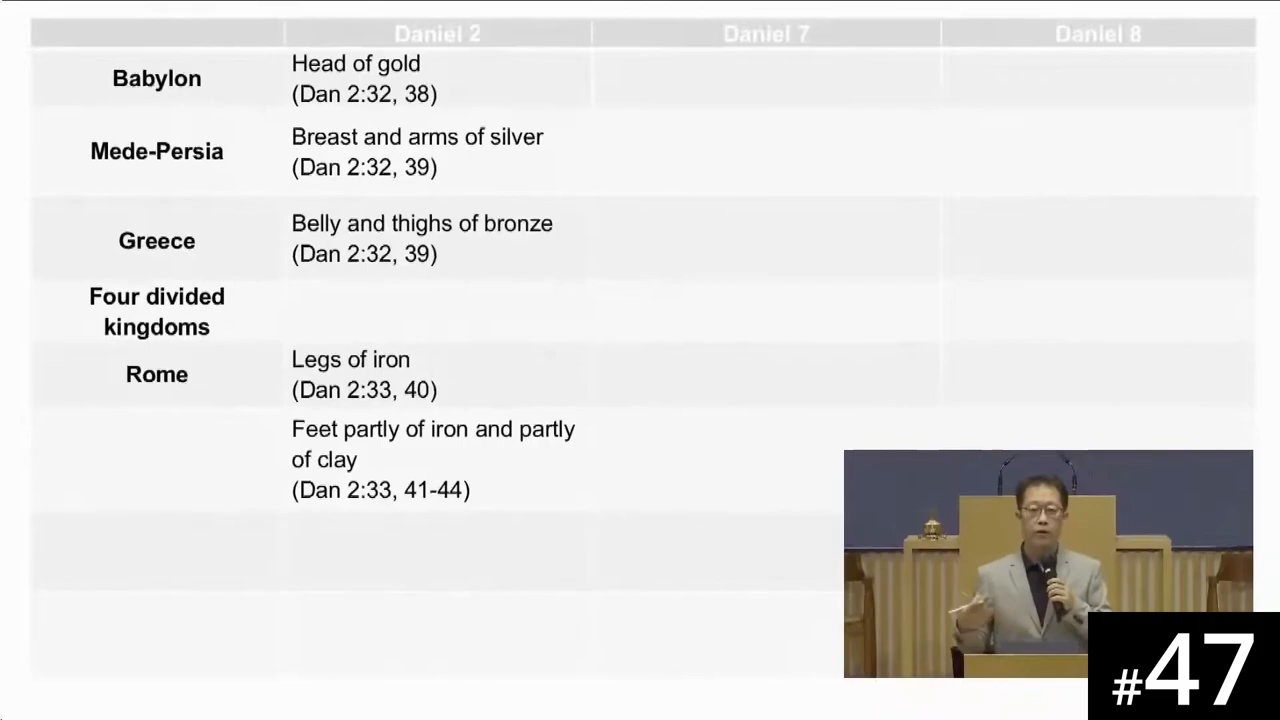 Daniel 2 Daniel 7 Daniel 8
Babylon
Head of gold
(Dan 2:32, 38)
Mede-Persia
Breast and arms of silver
(Dan 2:32, 39)
Greece
Belly and thighs of bronze
(Dan 2:32, 39)
Four divided
kingdoms
Rome
Legs of iron
(Dan 2:33, 40)
Feet partly of iron and partly
of clay
(Dan 2:33, 41-44)
#47